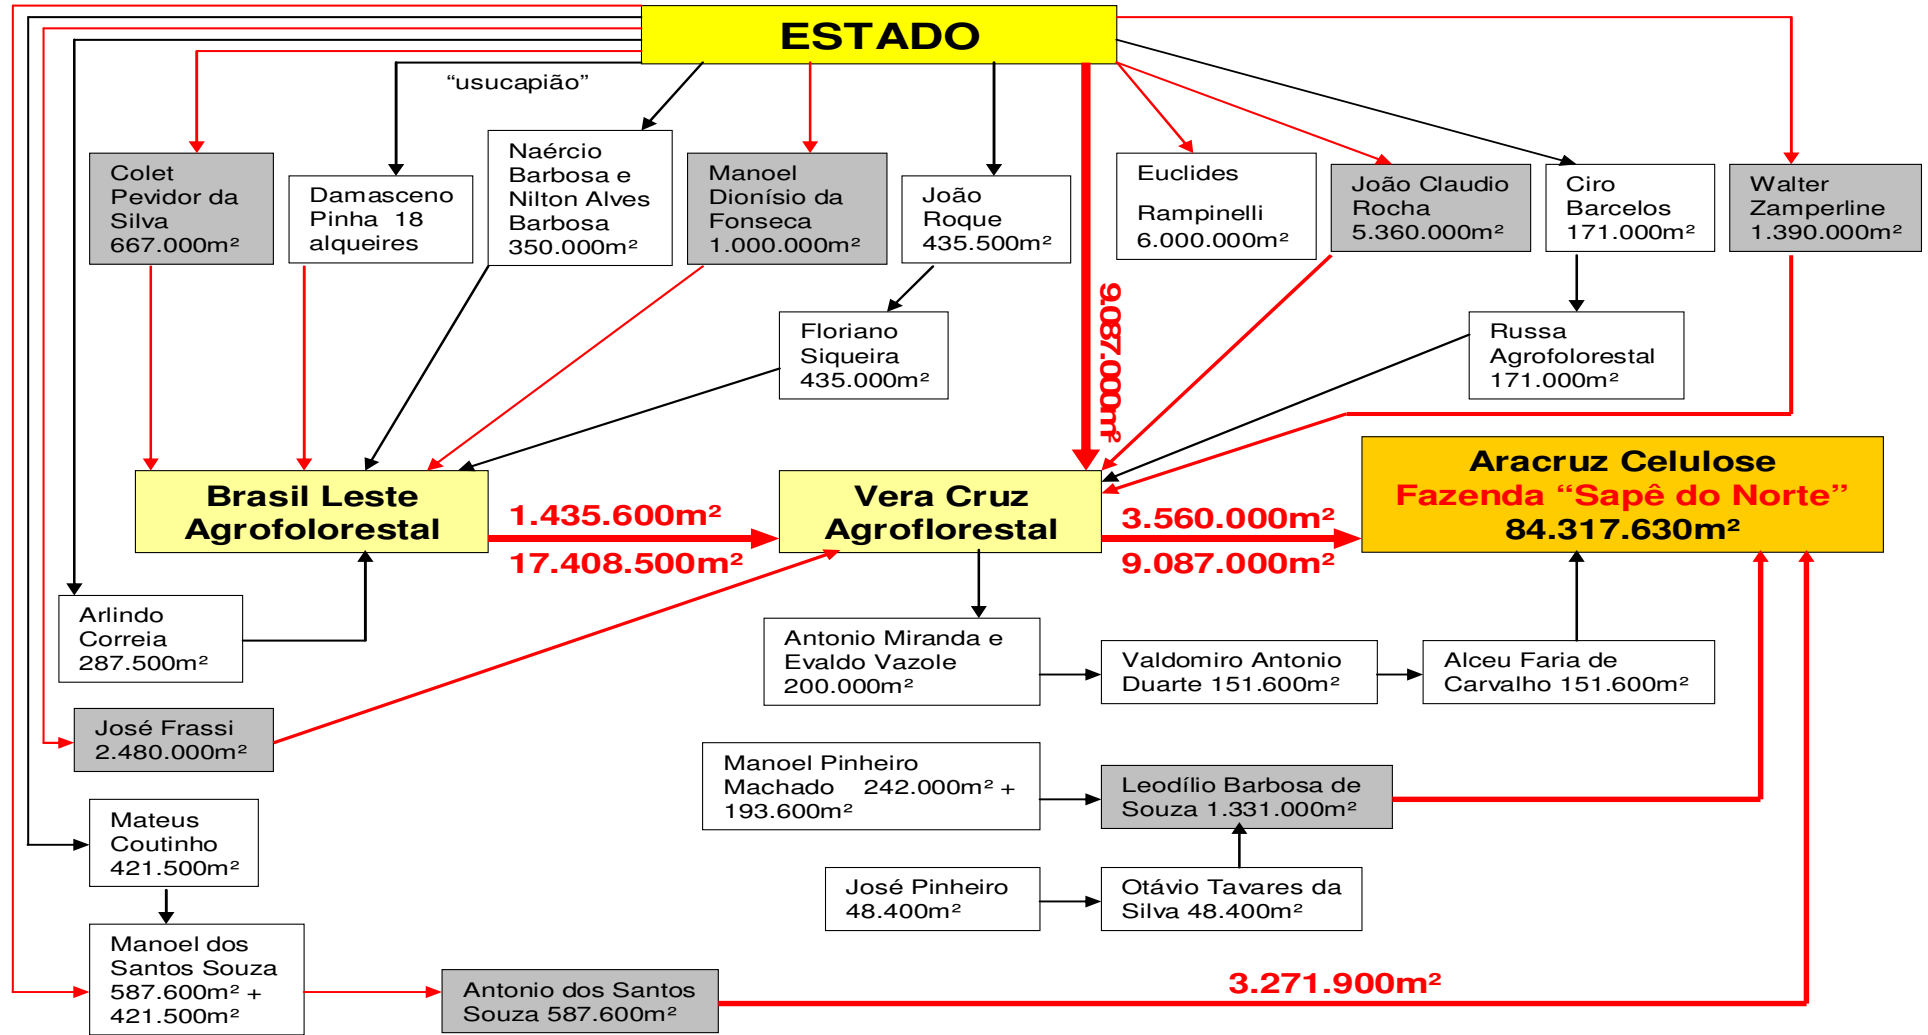 ESTADO
“usucapião”
Colet
Pevidor da
Silva
667.000m²
Damasceno
Pinha 18
alqueires
Naércio
Barbosa e
Nilton Alves
Barbosa
350.000m²
Manoel
Dionísio da
Fonseca
1.000.000m²
João
Roque
435.500m²
Euclides
Rampinelli
6.000.000m²
João Claudio
Rocha
5.360.000m²
Ciro
Barcelos
171.000m²
Walter
Zamperline
1.390.000m²
9.087.000m²
Floriano
Siqueira
435.000m²
Russa
Agrofolorestal
171.000m²
Brasil Leste
Agrofolorestal
1.435.600m²
17.408.500m²
Vera Cruz
Agroflorestal
3.560.000m²
9.087.000m²
Aracruz Celulose
Fazenda “Sapê do Norte”
84.317.630m²
Arlindo
Correia
287.500m²
Antonio Miranda e
Evaldo Vazole
200.000m²
Valdomiro Antonio
Duarte 151.600m²
Alceu Faria de
Carvalho 151.600m²
José Frassi
2.480.000m²
Manoel Pinheiro
Machado 242.000m² +
193.600m²
Leodílio Barbosa de
Souza 1.331.000m²
Mateus
Coutinho
421.500m²
José Pinheiro
48.400m²
Otávio Tavares da
Silva 48.400m²
Manoel dos
Santos Souza
587.600m² +
421.500m²
Antonio dos Santos
Souza 587.600m²
3.271.900m²